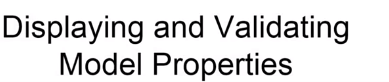 Displaying and Validating
Model Properties